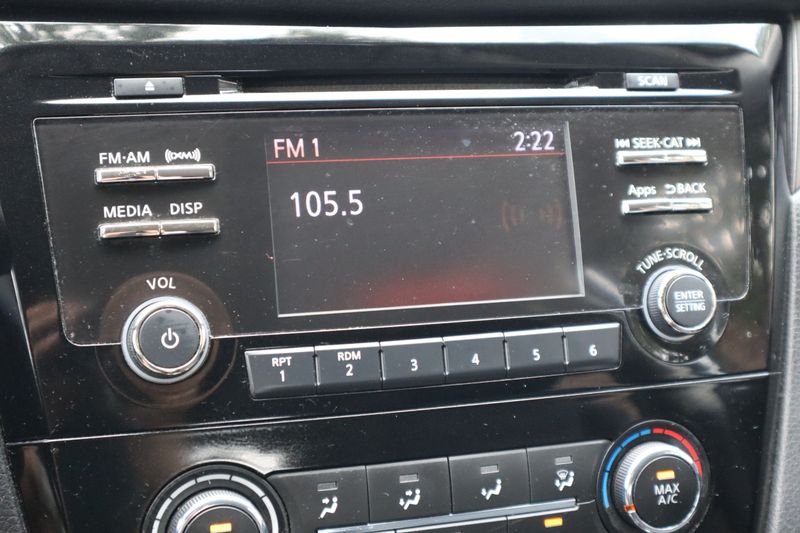 SCAN
FM·AM (((XM)))
MEDIA DISP
VOL
FM 1 2:22
105.5
SEEK·CAT
Apps BACK
TUNE·SCROLL
ENTER
SETTING
RPT 1
RDM 2
3
4
5
6
MAX
A/C